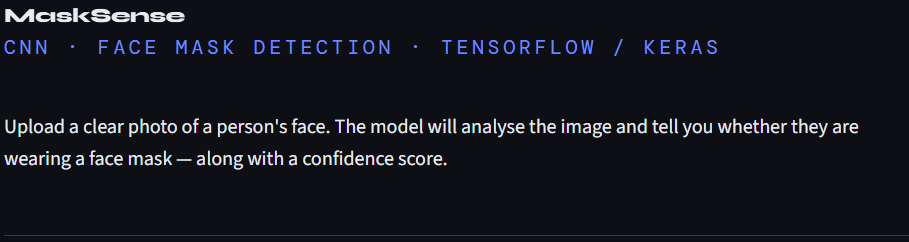 MaskSense
CNN · FACE MASK DETECTION · TENSORFLOW / KERAS
Upload a clear photo of a person's face. The model will analyse the image and tell you whether they are
wearing a face mask — along with a confidence score.